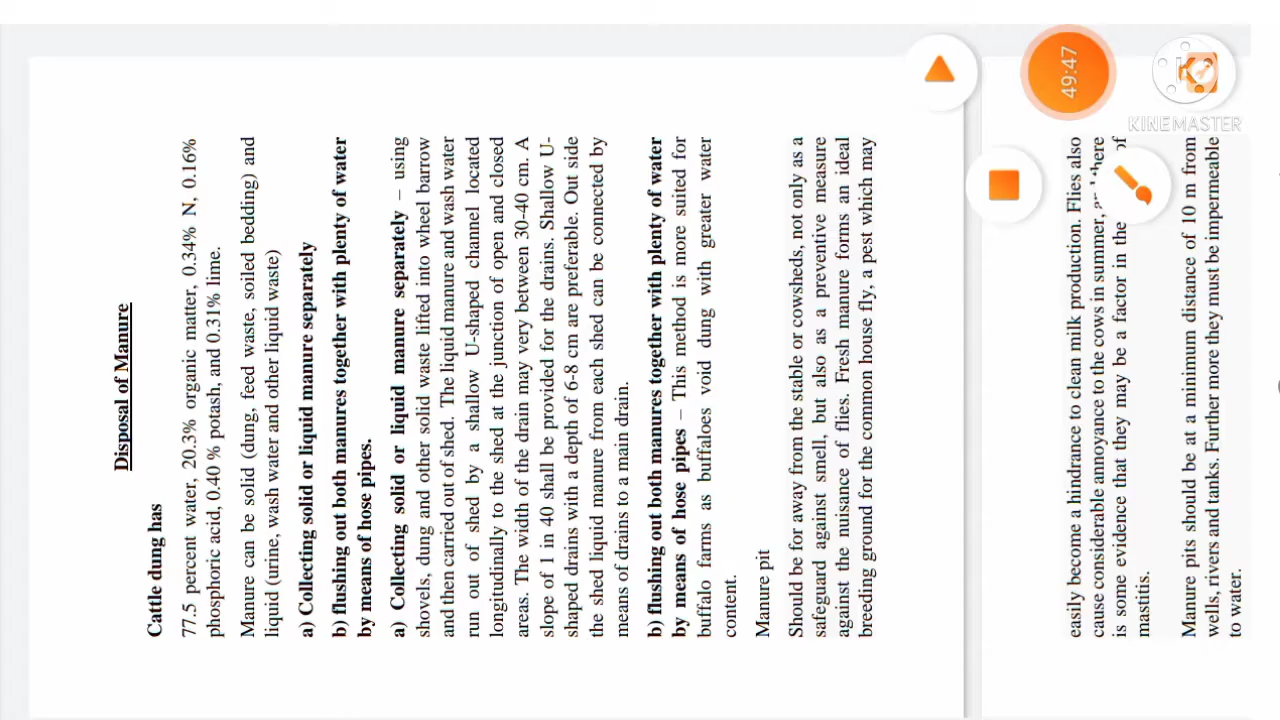 Disposal of Manure
Cattle dung has
77.5 percent water, 20.3% organic matter, 0.34% N, 0.16%
phosphoric acid, 0.40 % potash, and 0.31% lime.
Manure can be solid (dung, feed waste, soiled bedding) and
liquid (urine, wash water and other liquid waste)
a) Collecting solid or liquid manure separately
b) flushing out both manures together with plenty of water
by means of hose pipes.
a) Collecting solid or liquid manure separately – using
shovels, dung and other solid waste lifted into wheel barrow
and then carried out of shed. The liquid manure and wash water
run out of shed by a shallow U-shaped channel located
longitudinally to the shed at the junction of open and closed
areas. The width of the drain may very between 30-40 cm. A
slope of 1 in 40 shall be provided for the drains. Shallow U-
shaped drains with a depth of 6-8 cm are preferable. Out side
the shed liquid manure from each shed can be connected by
means of drains to a main drain.
b) flushing out both manures together with plenty of water
by means of hose pipes – This method is more suited for
buffalo farms as buffaloes void dung with greater water
content.
Manure pit
Should be for away from the stable or cowsheds, not only as a
safeguard against smell, but also as a preventive measure
against the nuisance of flies. Fresh manure forms an ideal
breeding ground for the common house fly, a pest which may
easily become a hindrance to clean milk production. Flies also
cause considerable annoyance to the cows in summer, there
is some evidence that they may be a factor in the of
mastitis.
Manure pits should be at a minimum distance of 10 m from
wells, rivers and tanks. Further more they must be impermeable
to water.
49:47
KINEMASTER